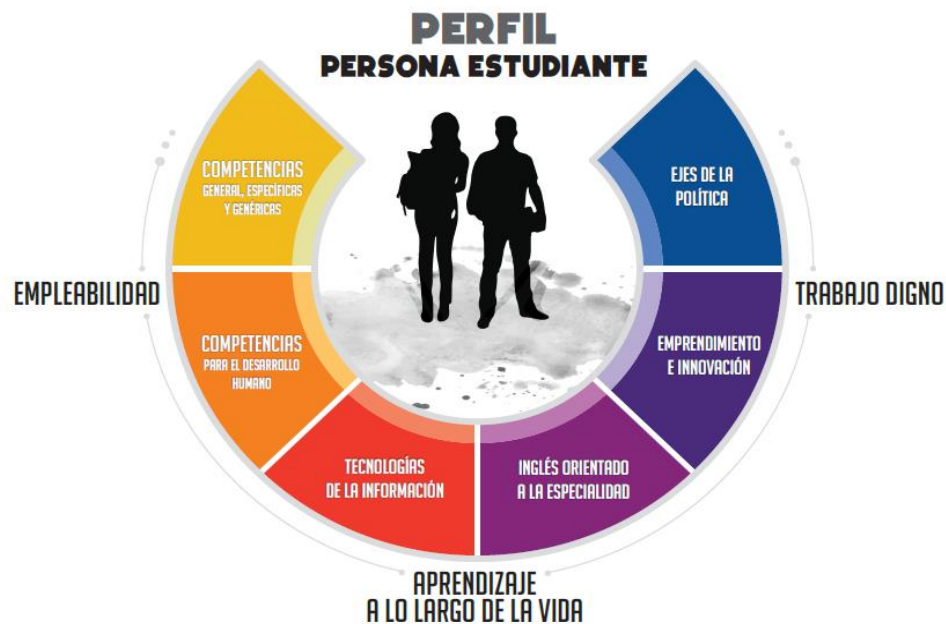 PERFIL
PERSONA ESTUDIANTE
COMPETENCIAS
GENERAL, ESPECÍFICAS
Y GENÉRICAS
EJES DE LA
POLÍTICA
EMPLEABILIDAD
TRABAJO DIGNO
COMPETENCIAS
PARA EL DESARROLLO
HUMANO
EMPRENDIMIENTO
E INNOVACIÓN
TECNOLOGÍAS
DE LA INFORMACIÓN
INGLÉS ORIENTADO
A LA ESPECIALIDAD
APRENDIZAJE
A LO LARGO DE LA VIDA